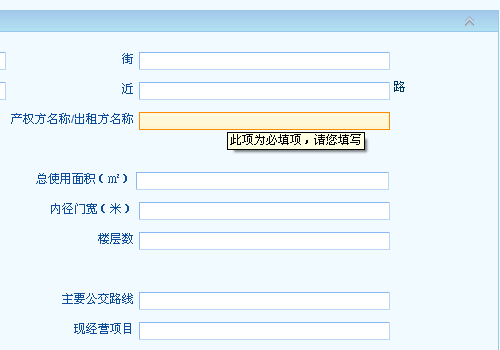 街
近 路
产权方名称/出租方名称
此项为必填项，请您填写
总使用面积（㎡）
内径门宽（米）
楼层数
主要公交路线
现经营项目